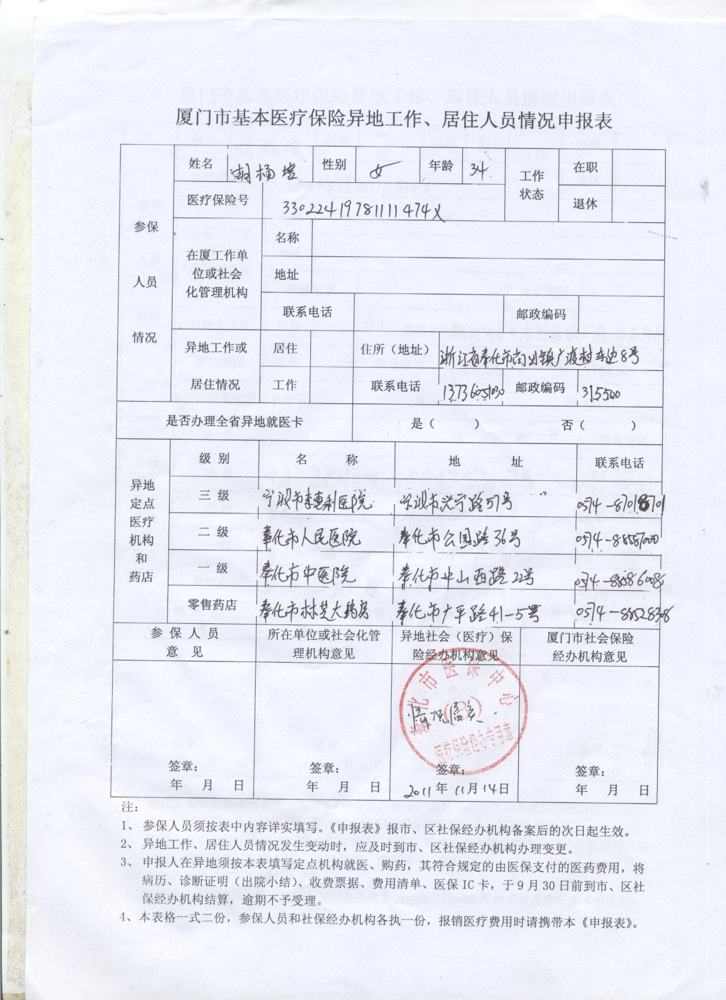 厦门市基本医疗保险异地工作、居住人员情况申报表
参保
人员
情况
姓名 胡杨培 性别 女 年龄 34
工作
状态
在职
退休
医疗保险号 33022419781111474X
在厦工作单
位或社会
化管理机构
名称
地址
联系电话 邮政编码
异地工作或
居住情况
居住 住所（地址） 浙江省奉化市尚田镇广渡村东边8号
工作 联系电话 13736051030 邮政编码 315500
是否办理全省异地就医卡 是（ ） 否（ ）
异地
定点
医疗
机构
和
药店
级 别 名 称 地 址 联系电话
三 级 宁波市李惠利医院 宁波市兴宁路57号 0574-87018701
二 级 奉化市人民医院 奉化市公园路36号 0574-88587000
一 级 奉化市中医院 奉化市中山西路22号
零售药店 奉化市林芝大药房 奉化市广平路41-5号 0574-88528308
参 保 人 员
意 见
所在单位或社会化管
理机构意见
异地社会（医疗）保
险经办机构意见
厦门市社会保险
经办机构意见
奉化市医保中心
（3）
医疗保险经办专用章
情况属实.
签章：
年 月 日
签章：
年 月 日
签章：
2011年11月14日
签章：
年 月 日
注：
1、参保人员须按表中内容详实填写。《申报表》报市、区社保经办机构备案后的次日起生效。
2、异地工作、居住人员情况发生变动时，应及时到市、区社保经办机构办理变更。
3、申报人在异地须按本表填写定点机构就医、购药，其符合规定的由医保支付的医药费用，将
病历、诊断证明（出院小结）、收费票据、费用清单、医保 IC 卡，于 9 月 30 日前到市、区社
保经办机构结算，逾期不予受理。
4、本表格一式二份，参保人员和社保经办机构各执一份，报销医疗费用时请携带本《申报表》。